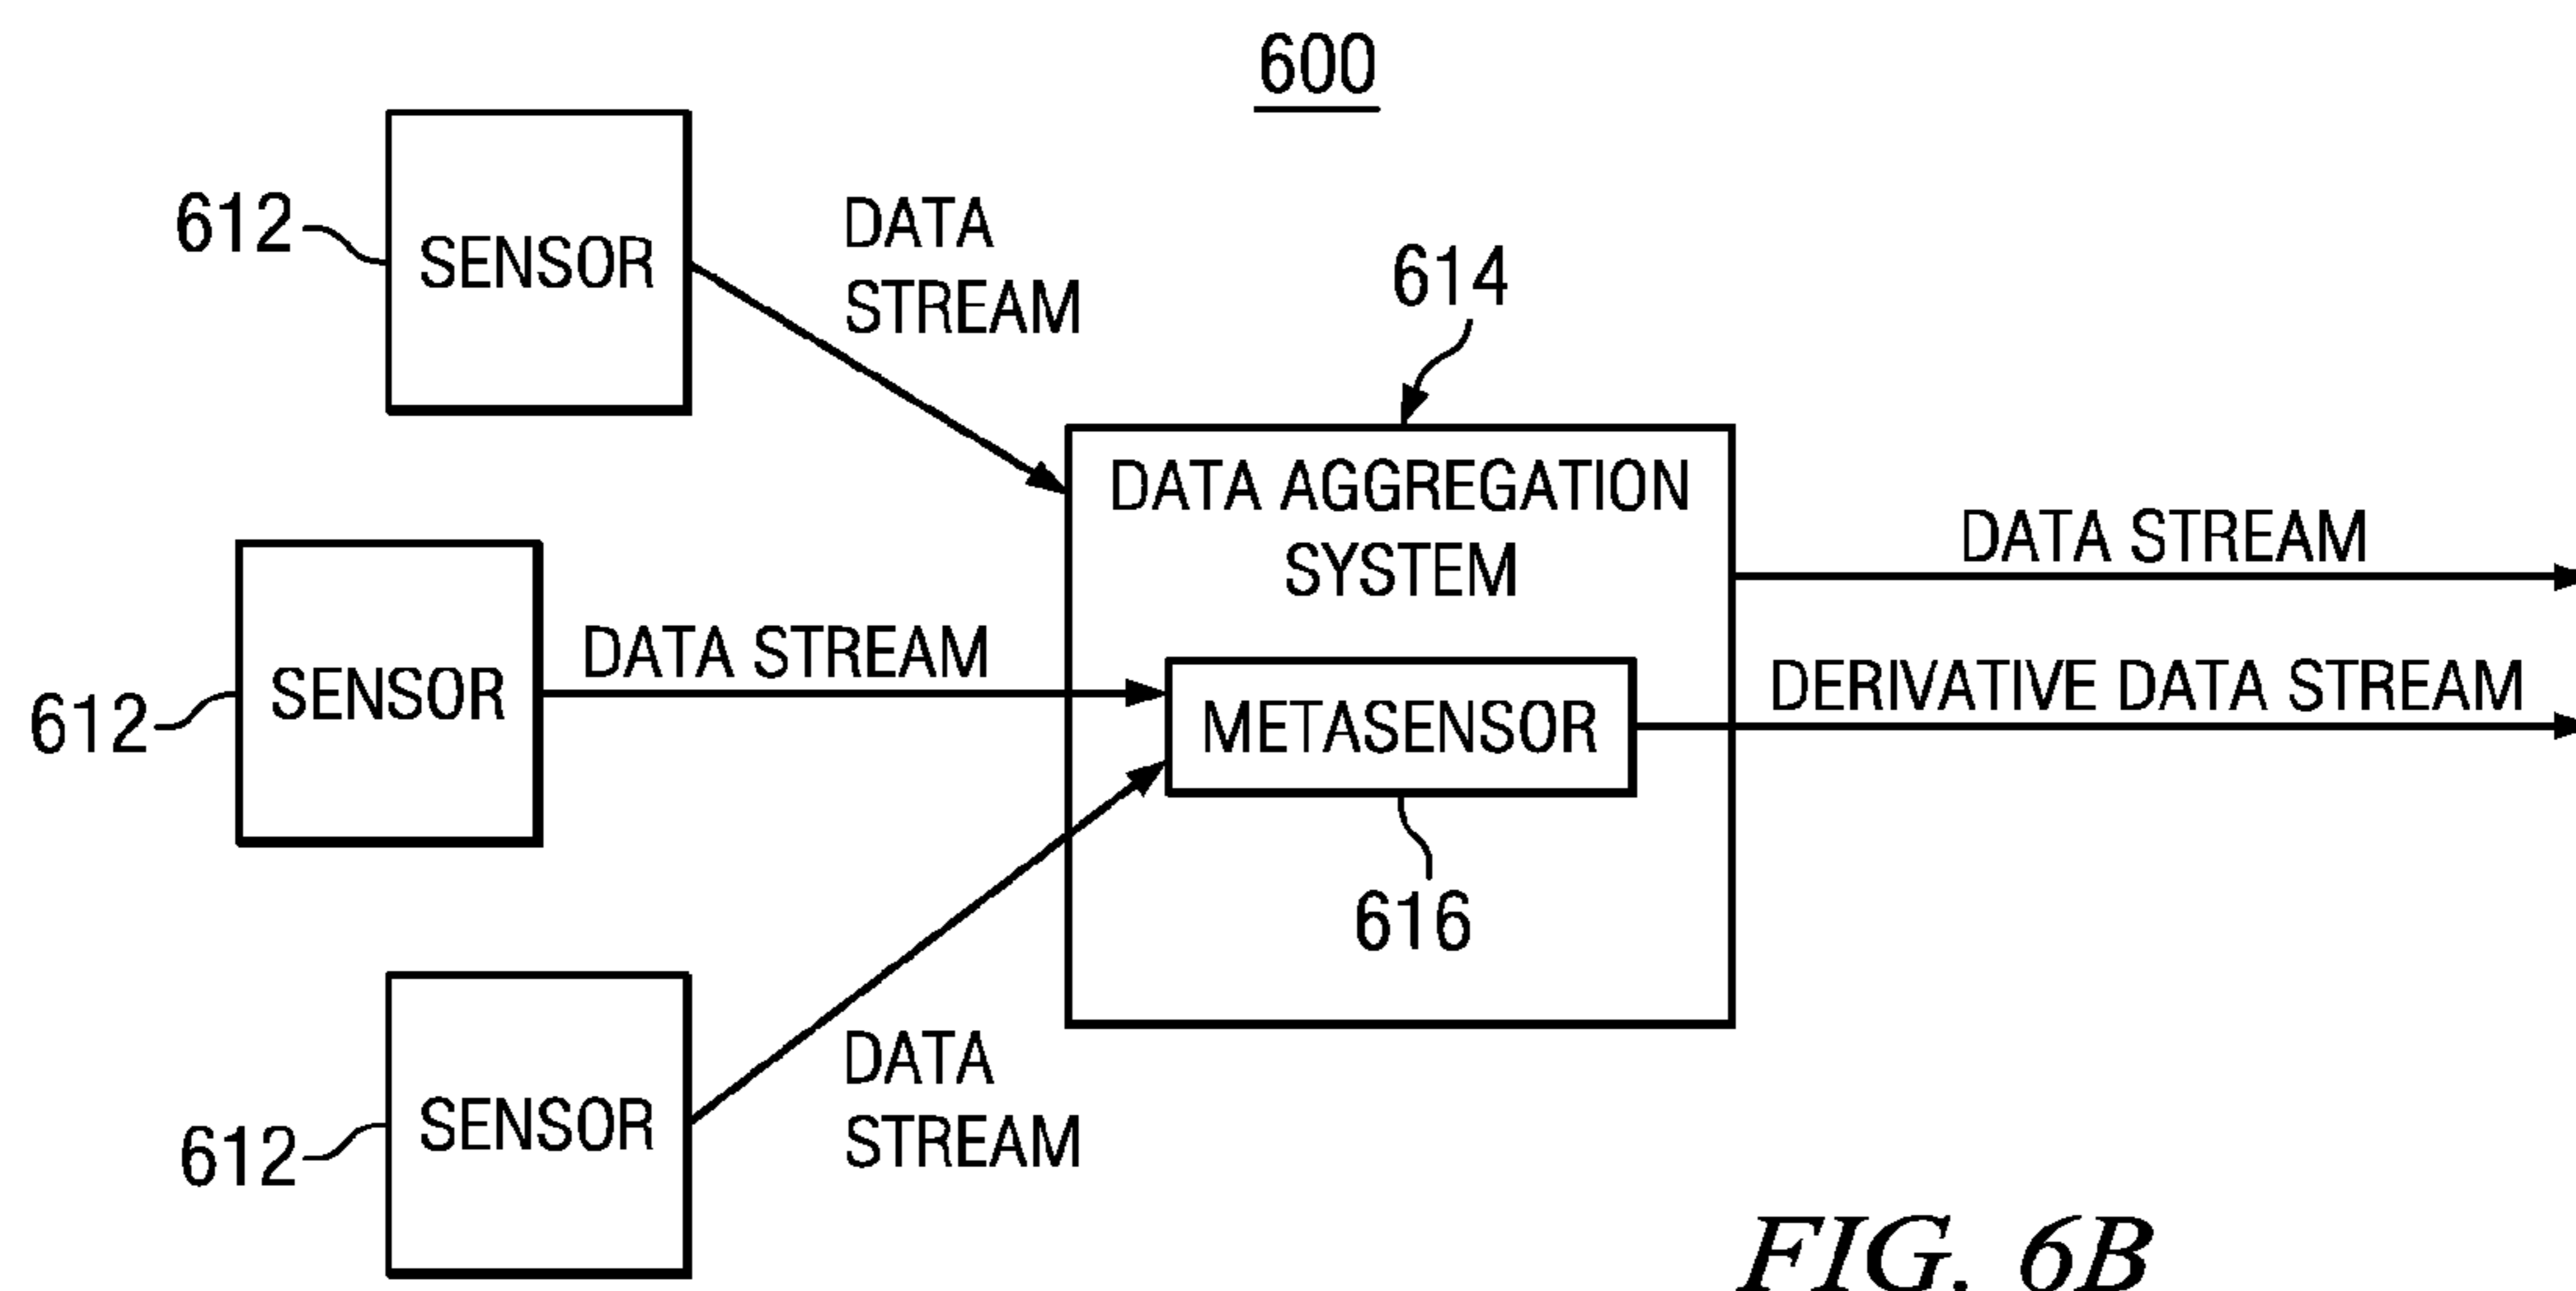 600
612
SENSOR
DATA
STREAM
614
DATA AGGREGATION
SYSTEM
DATA STREAM
612
SENSOR
DATA STREAM
METASENSOR
DERIVATIVE DATA STREAM
616
612
SENSOR
DATA
STREAM
FIG. 6B